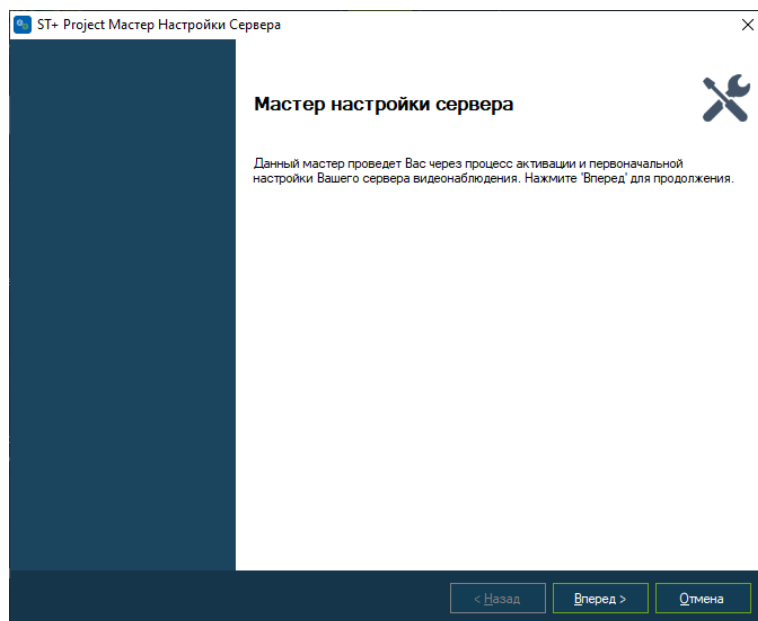 ST+ Project Мастер Настройки Сервера
Мастер настройки сервера
Данный мастер проведет Вас через процесс активации и первоначальной
настройки Вашего сервера видеонаблюдения. Нажмите 'Вперед' для продолжения.
< Назад Вперед > Отмена